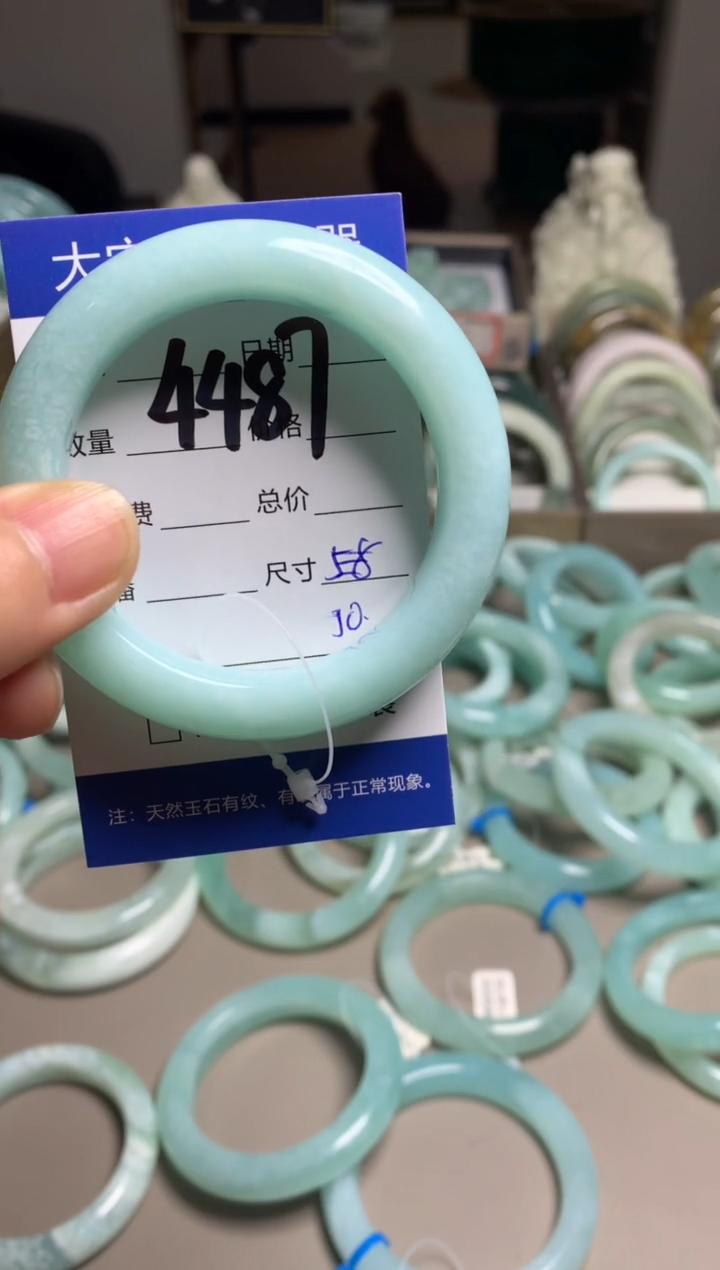 大
4487
日期
数量
价格
费
总价
尺寸 58
10.
注：天然玉石有纹、有 属于正常现象。